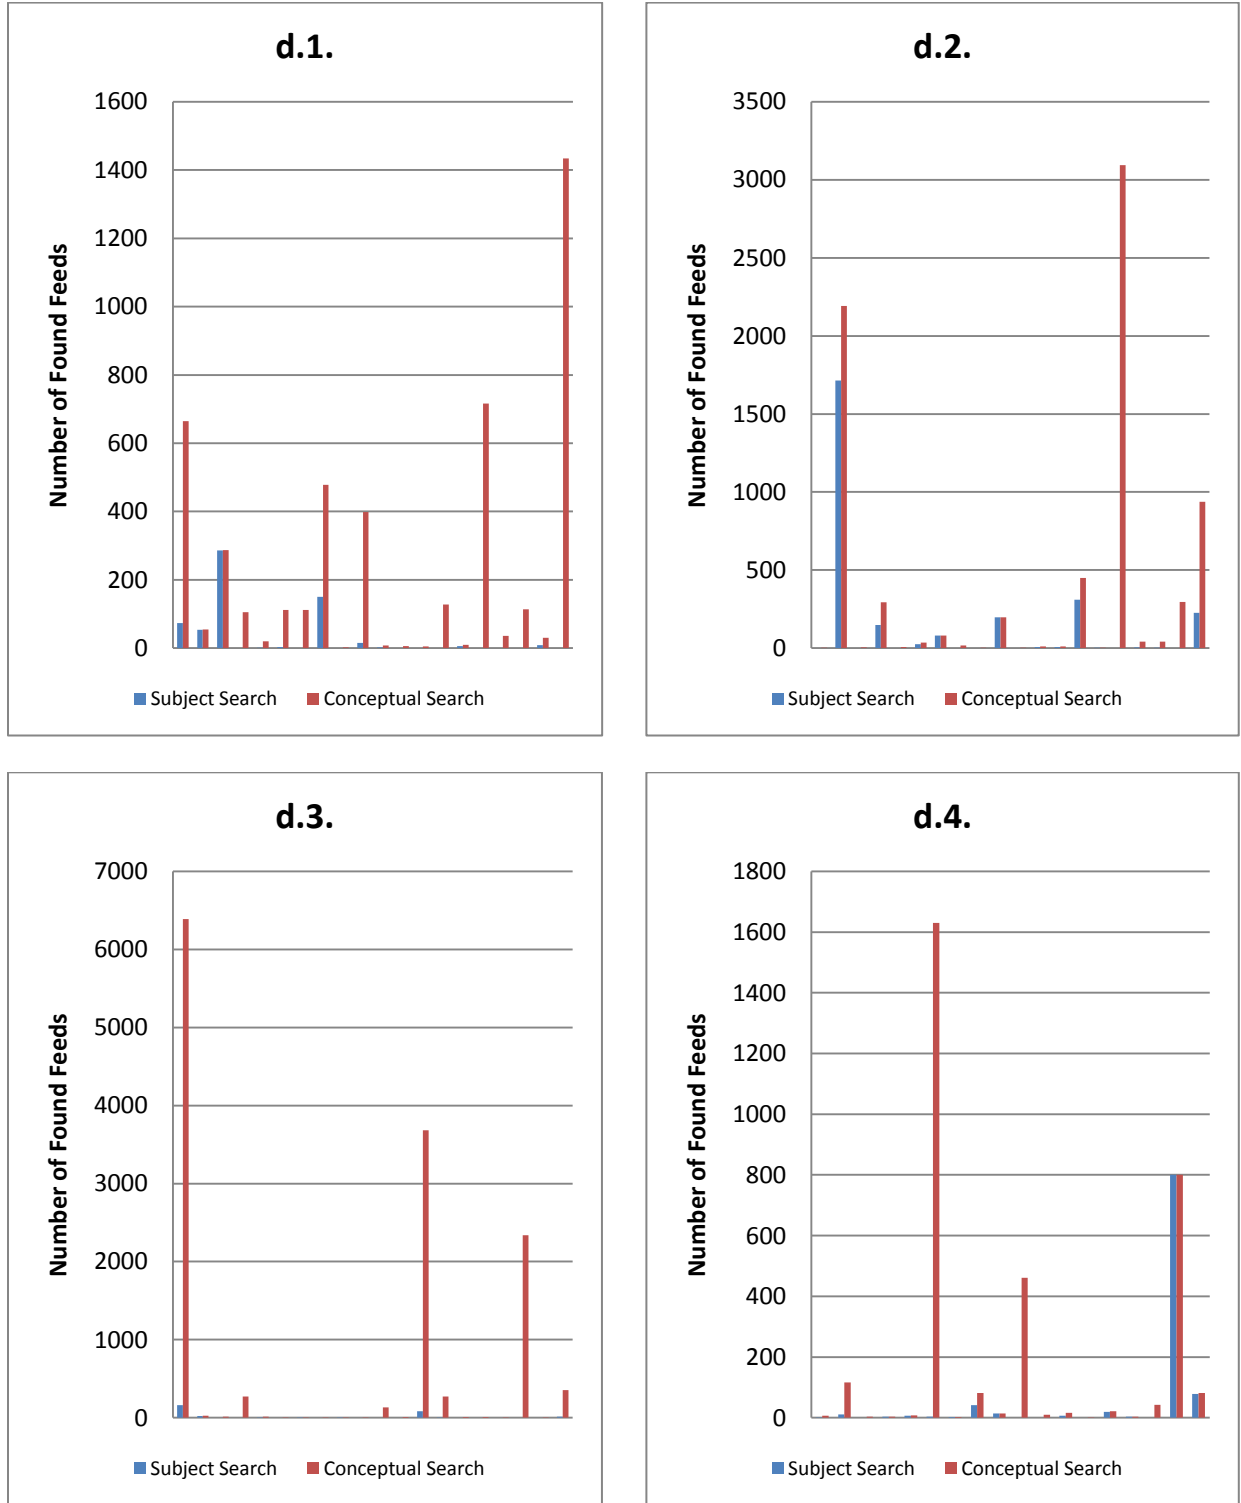 d.1.
1600
1400
1200
1000
800
600
400
200
0
Number of Found Feeds
Subject Search Conceptual Search
d.2.
3500
3000
2500
2000
1500
1000
500
0
Number of Found Feeds
Subject Search Conceptual Search
d.3.
7000
6000
5000
4000
3000
2000
1000
0
Number of Found Feeds
Subject Search Conceptual Search
d.4.
1800
1600
1400
1200
1000
800
600
400
200
0
Number of Found Feeds
Subject Search Conceptual Search